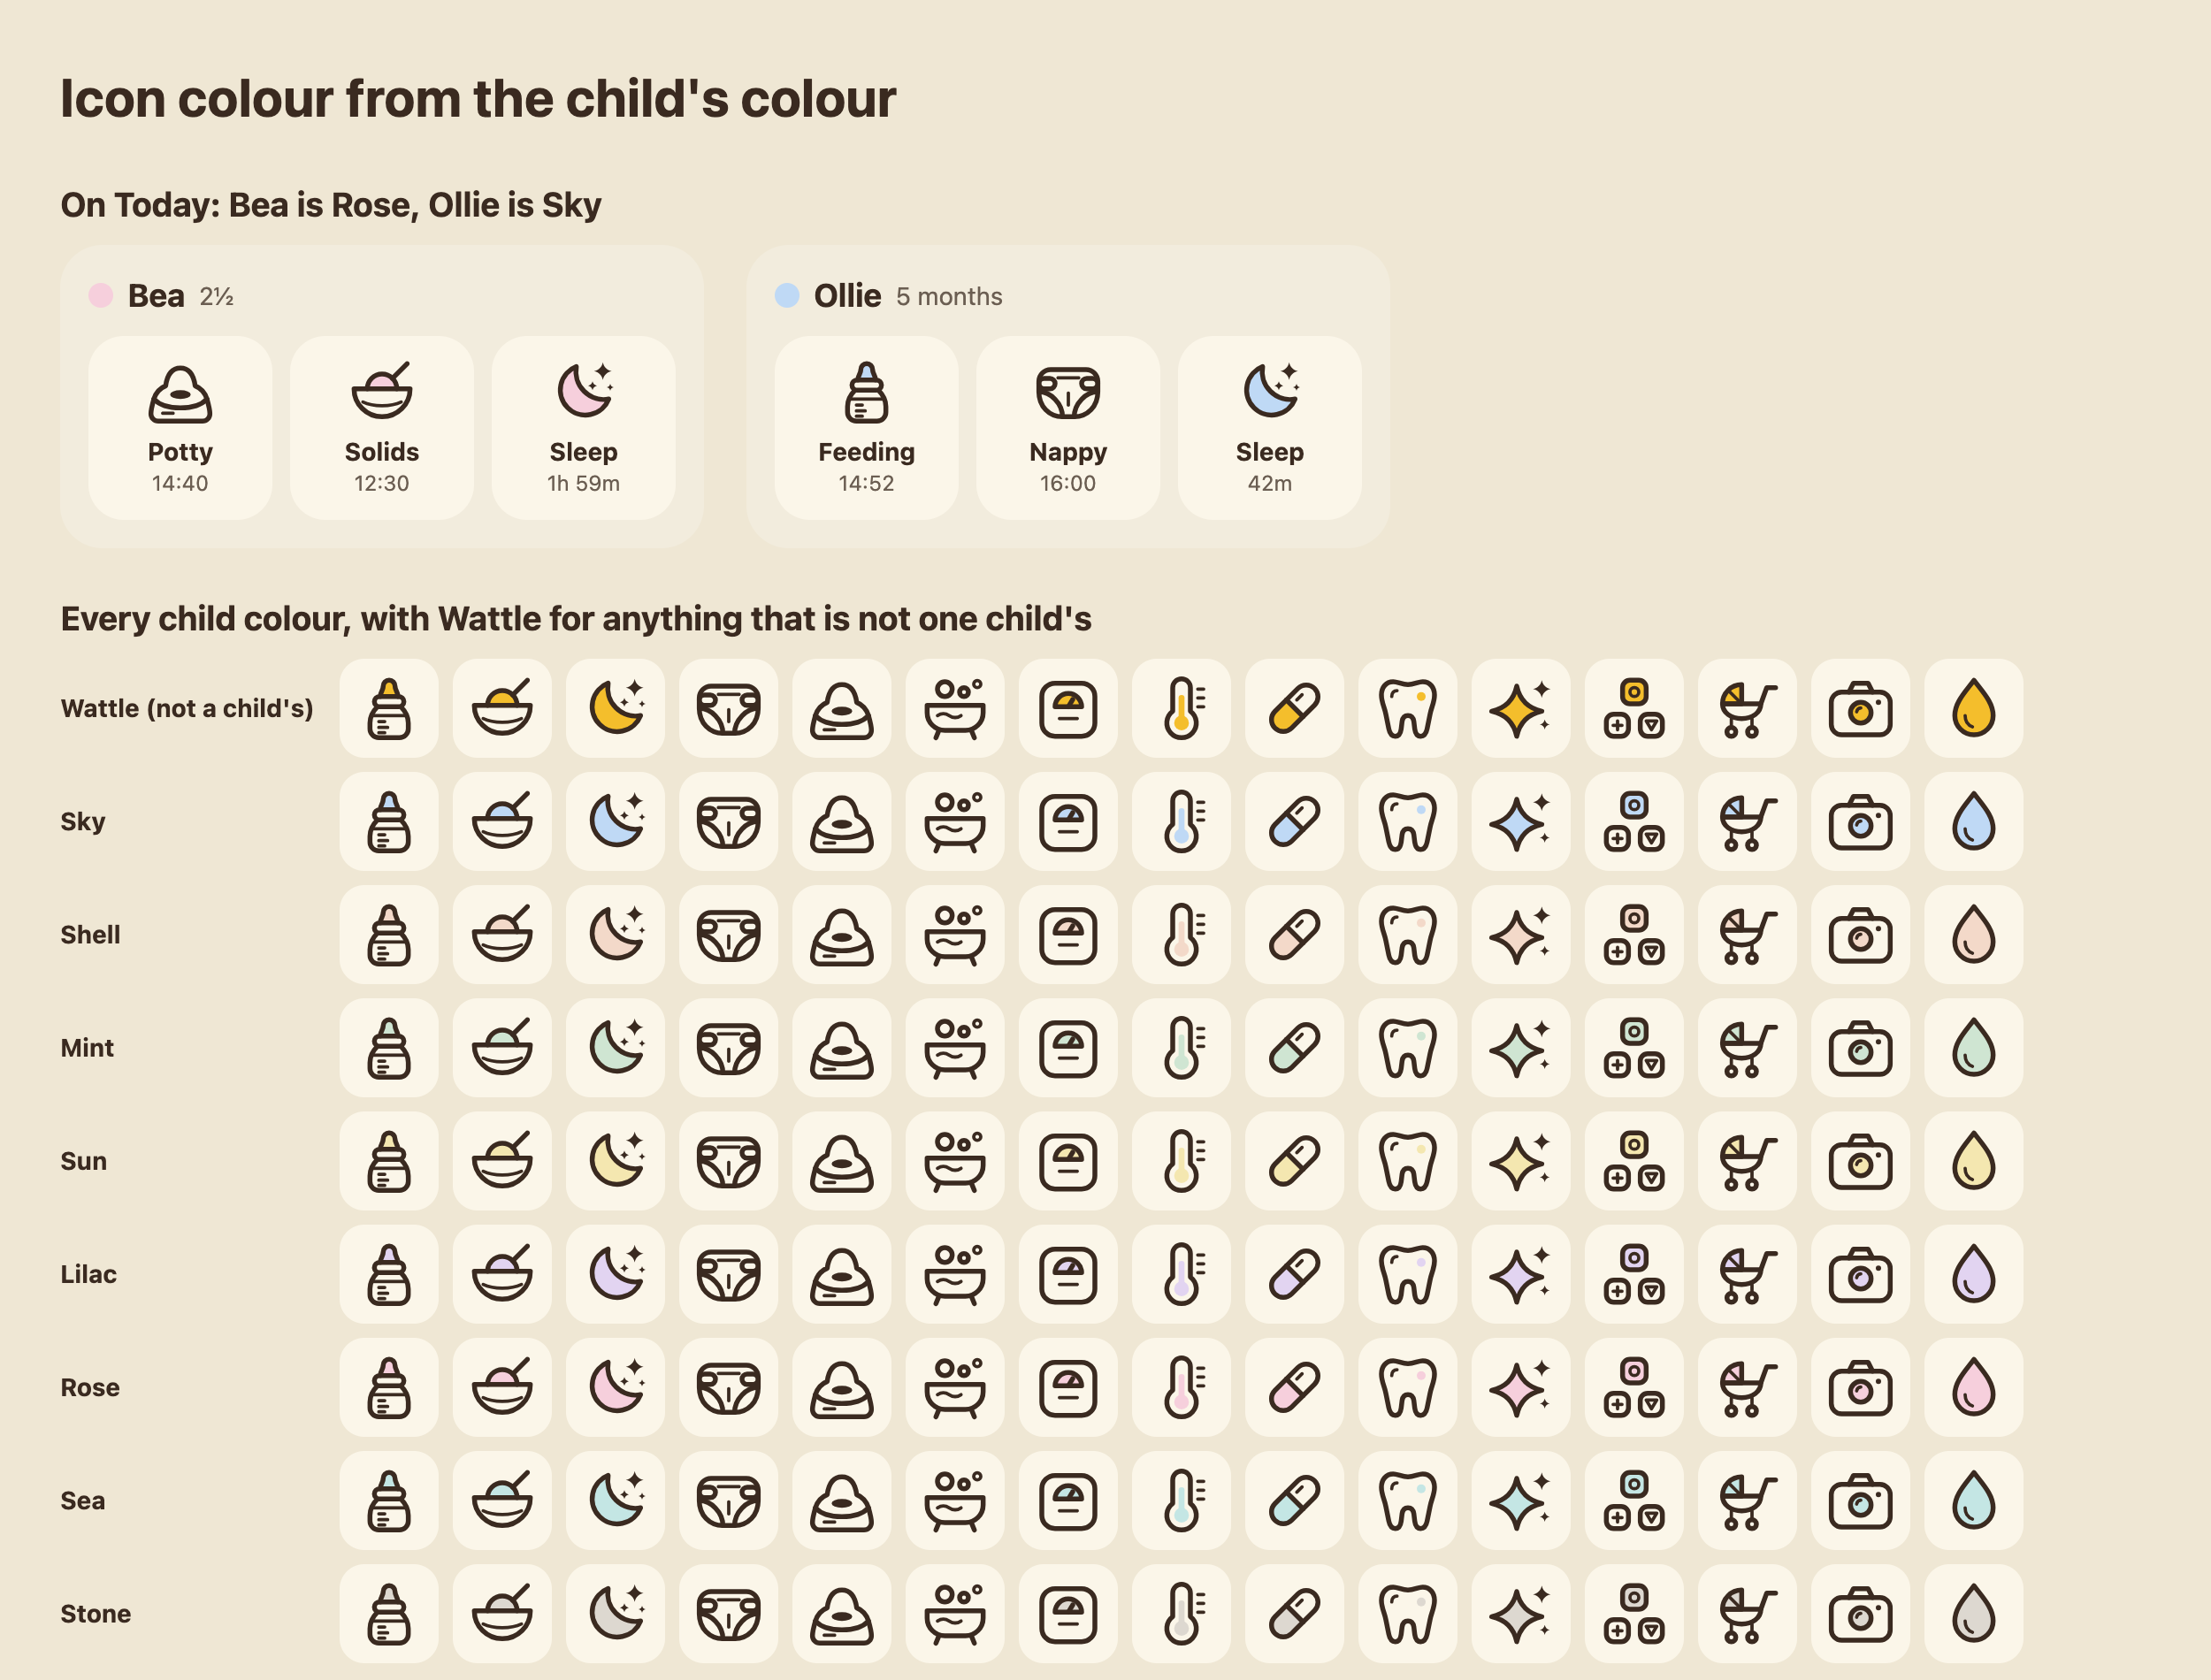 Icon colour from the child's colour
On Today: Bea is Rose, Ollie is Sky
Bea 2½
Potty
14:40
Solids
12:30
Sleep
1h 59m
Ollie 5 months
Feeding
14:52
Nappy
16:00
Sleep
42m
Every child colour, with Wattle for anything that is not one child's
Wattle (not a child's)
Sky
Shell
Mint
Sun
Lilac
Rose
Sea
Stone